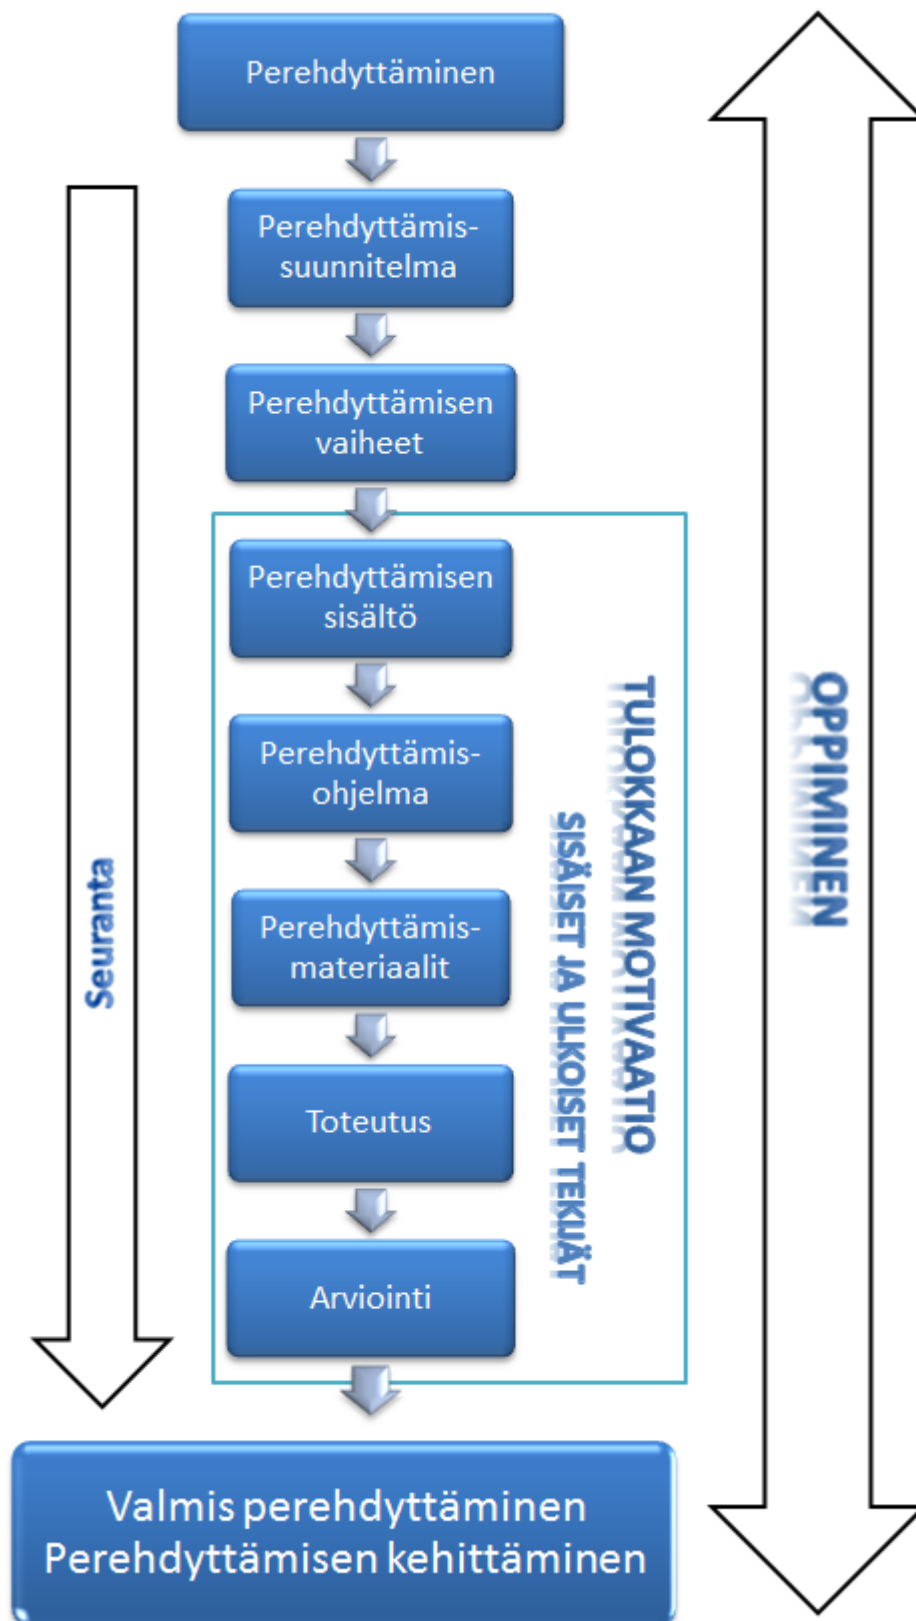 Perehdyttäminen
Perehdyttämis-
suunnitelma
Perehdyttämisen
vaiheet
Perehdyttämisen
sisältö
Perehdyttämis-
ohjelma
Perehdyttämis-
materiaalit
Toteutus
Arviointi
Valmis perehdyttäminen
Perehdyttämisen kehittäminen
Seuranta
TULOKKAAN MOTIVAATIO
SISÄISET JA ULKOISET TEKIJÄT
OPPIMINEN